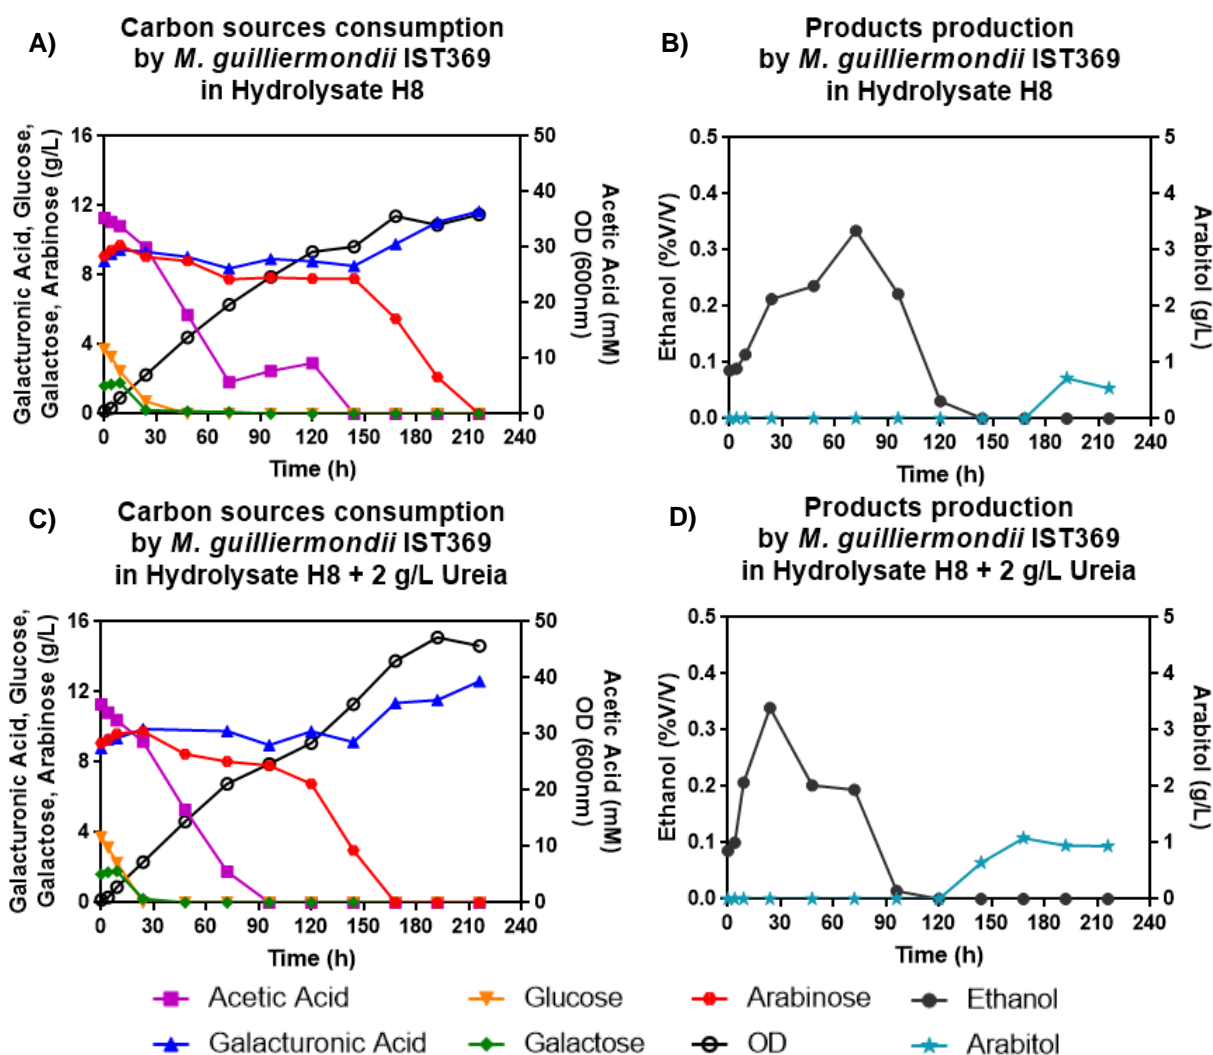 A)
Carbon sources consumption
by M. guilliermondii IST369
in Hydrolysate H8
Galacturonic Acid, Glucose,
Galactose, Arabinose (g/L)
16
12
8
4
0
50
40
30
20
10
0
Acetic Acid (mM)
OD (600nm)
0 30 60 90 120 150 180 210 240
Time (h)
B)
Products production
by M. guilliermondii IST369
in Hydrolysate H8
Ethanol (%V/V)
0.5
0.4
0.3
0.2
0.1
0.0
5
4
3
2
1
0
Arabitol (g/L)
0 30 60 90 120 150 180 210 240
Time (h)
C)
Carbon sources consumption
by M. guilliermondii IST369
in Hydrolysate H8 + 2 g/L Ureia
Galacturonic Acid, Glucose,
Galactose, Arabinose (g/L)
16
12
8
4
0
50
40
30
20
10
0
Acetic Acid (mM)
OD (600nm)
0 30 60 90 120 150 180 210 240
Time (h)
D)
Products production
by M. guilliermondii IST369
in Hydrolysate H8 + 2 g/L Ureia
Ethanol (%V/V)
0.5
0.4
0.3
0.2
0.1
0.0
5
4
3
2
1
0
Arabitol (g/L)
0 30 60 90 120 150 180 210 240
Time (h)
Acetic Acid Glucose Arabinose Ethanol
Galacturonic Acid Galactose OD Arabitol